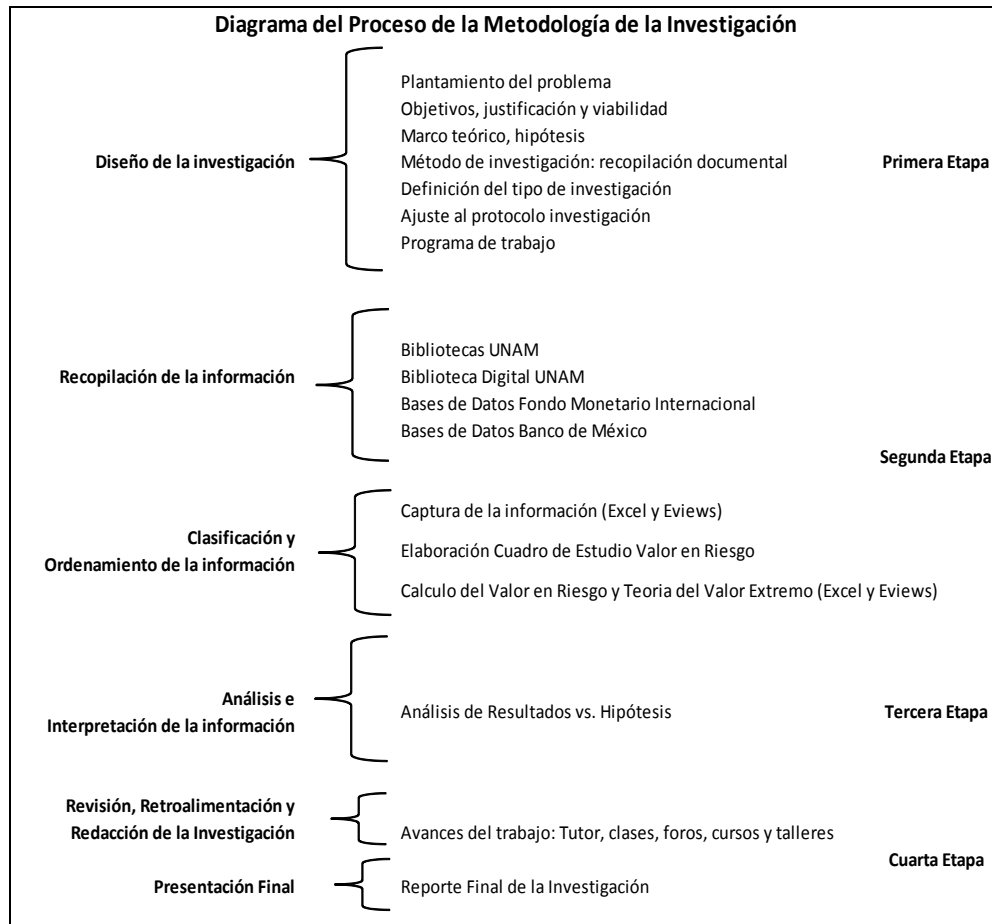 Diagrama del Proceso de la Metodología de la Investigación
Diseño de la investigación
Plantamiento del problema
Objetivos, justificación y viabilidad
Marco teórico, hipótesis
Método de investigación: recopilación documental
Definición del tipo de investigación
Ajuste al protocolo investigación
Programa de trabajo
Primera Etapa
Recopilación de la información
Bibliotecas UNAM
Biblioteca Digital UNAM
Bases de Datos Fondo Monetario Internacional
Bases de Datos Banco de México
Segunda Etapa
Clasificación y
Ordenamiento de la información
Captura de la información (Excel y Eviews)
Elaboración Cuadro de Estudio Valor en Riesgo
Calculo del Valor en Riesgo y Teoria del Valor Extremo (Excel y Eviews)
Análisis e
Interpretación de la información
Análisis de Resultados vs. Hipótesis
Tercera Etapa
Revisión, Retroalimentación y
Redacción de la Investigación
Avances del trabajo: Tutor, clases, foros, cursos y talleres
Cuarta Etapa
Presentación Final
Reporte Final de la Investigación